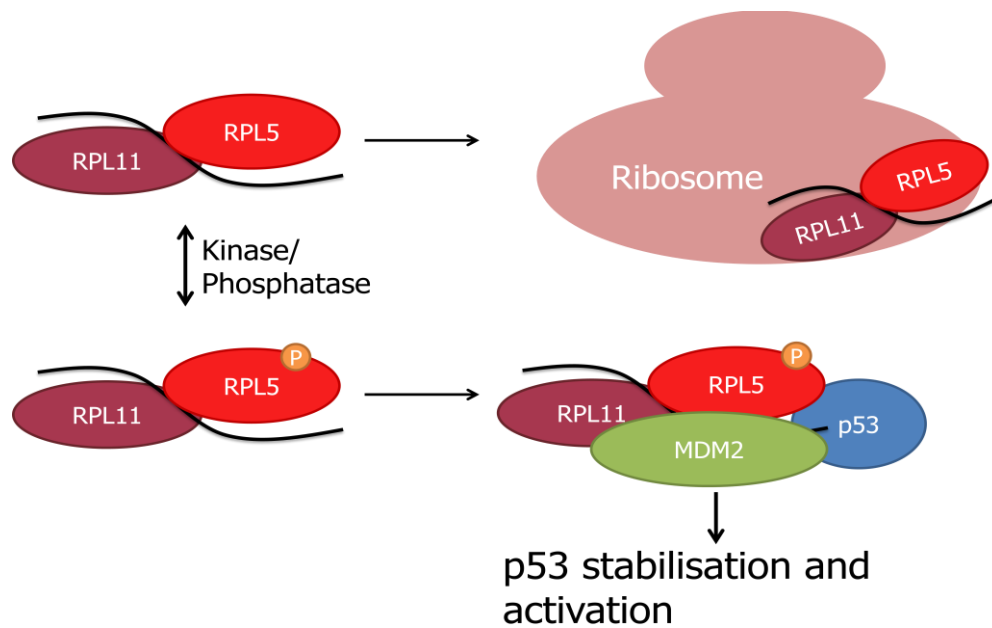 RPL11
RPL5
Ribosome
RPL11
RPL5
Kinase/
Phosphatase
RPL11
RPL5
P
RPL11
RPL5
P
MDM2
p53
p53 stabilisation and
activation